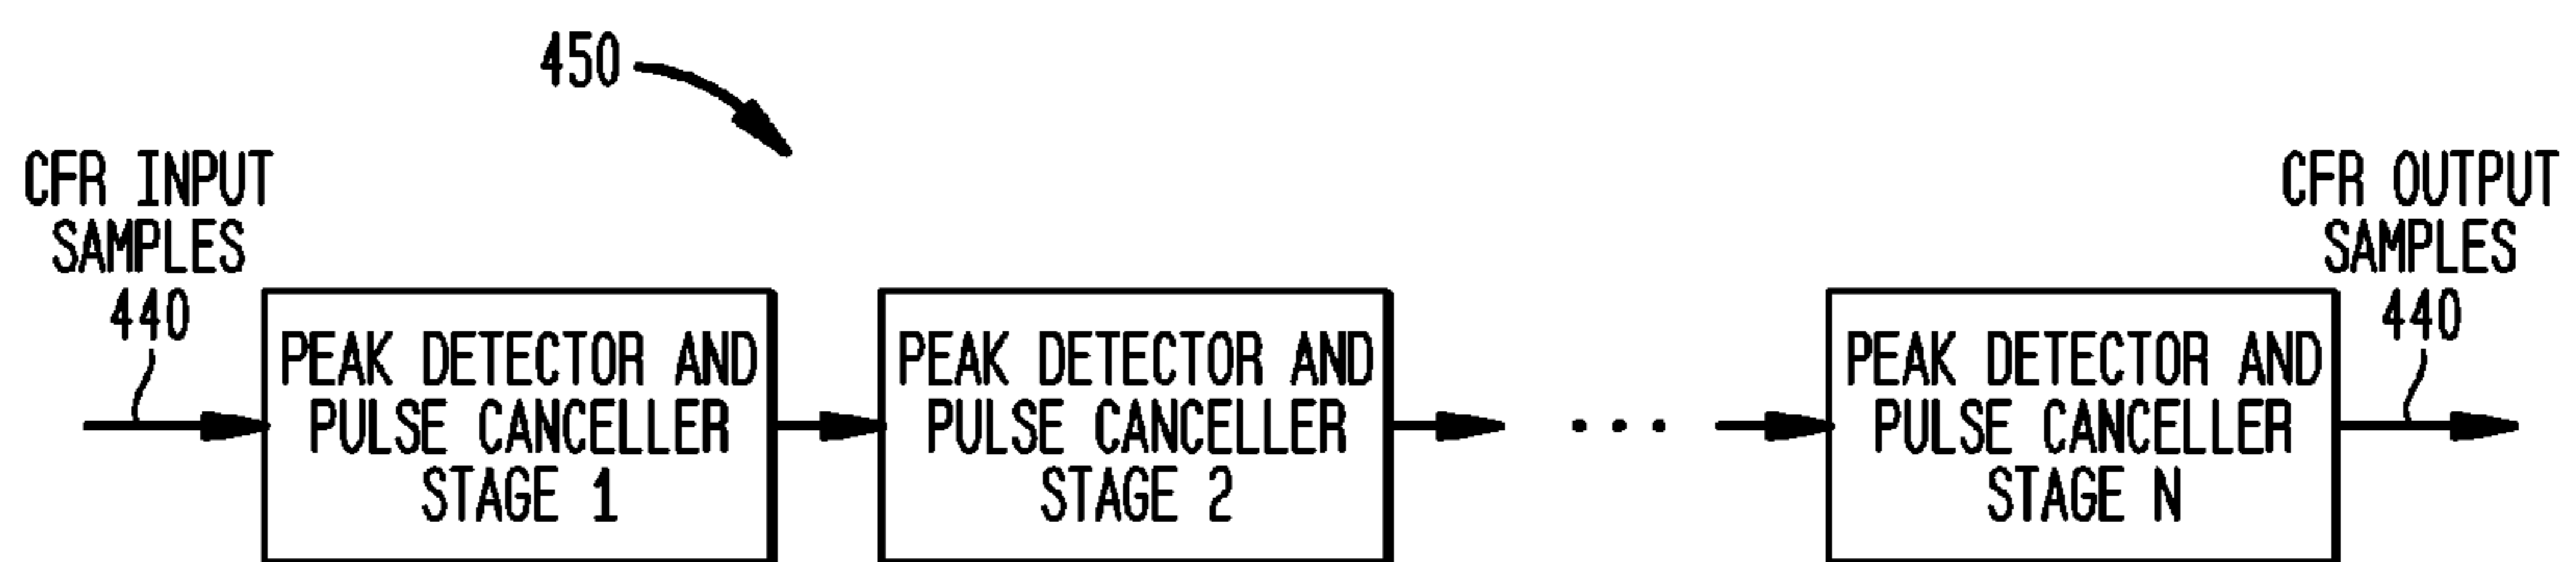 450
CFR INPUT
SAMPLES
440
PEAK DETECTOR AND
PULSE CANCELLER
STAGE 1
PEAK DETECTOR AND
PULSE CANCELLER
STAGE 2
...
PEAK DETECTOR AND
PULSE CANCELLER
STAGE N
CFR OUTPUT
SAMPLES
440